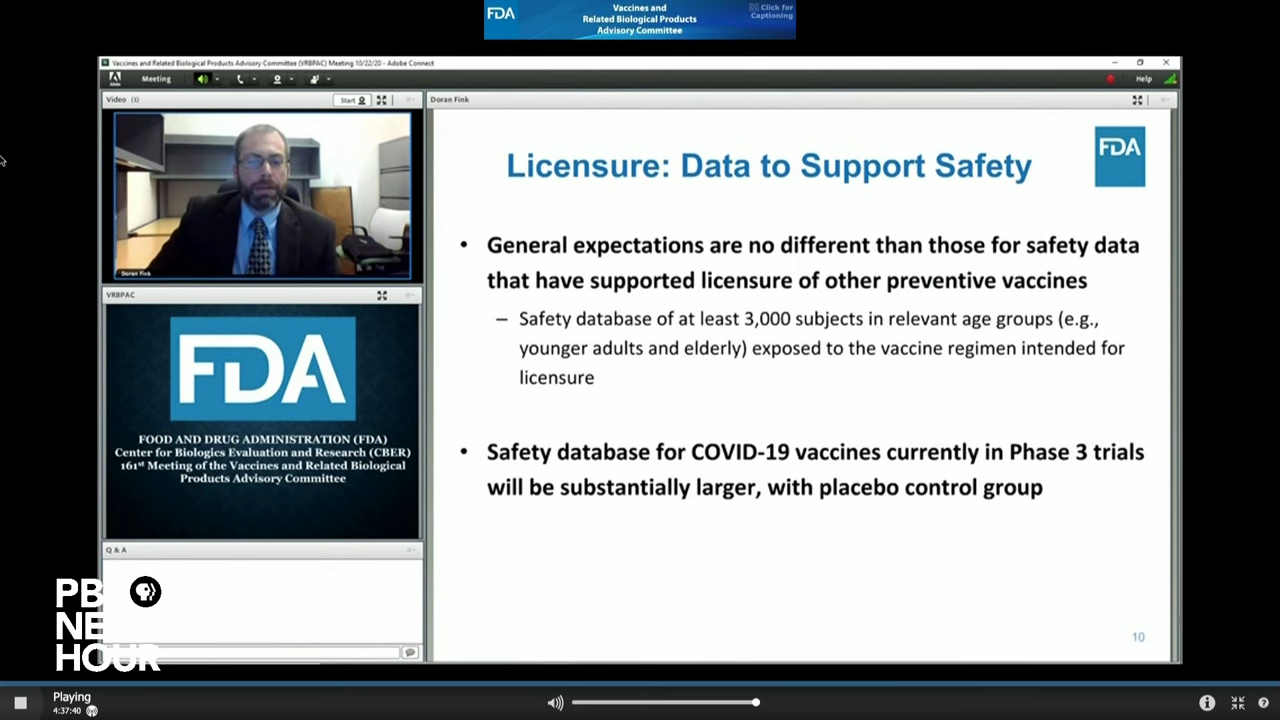 FDA
Vaccines and
Related Biological Products
Advisory Committee
CC Click for
Captioning
Vaccines and Related Biological Products Advisory Committee (VRBPAC) Meeting 10/22/20 - Adobe Connect
Meeting
Help
Video (1)
Start
Doran Fink
Doran Fink
VRBPAC
FDA
FOOD AND DRUG ADMINISTRATION (FDA)
Center for Biologics Evaluation and Research (CBER)
161st Meeting of the Vaccines and Related Biological
Products Advisory Committee
Q & A
Licensure: Data to Support Safety
FDA
• General expectations are no different than those for safety data
that have supported licensure of other preventive vaccines
– Safety database of at least 3,000 subjects in relevant age groups (e.g.,
younger adults and elderly) exposed to the vaccine regimen intended for
licensure
• Safety database for COVID-19 vaccines currently in Phase 3 trials
will be substantially larger, with placebo control group
10
PBS
NEWS
HOUR
Playing
4:37:40